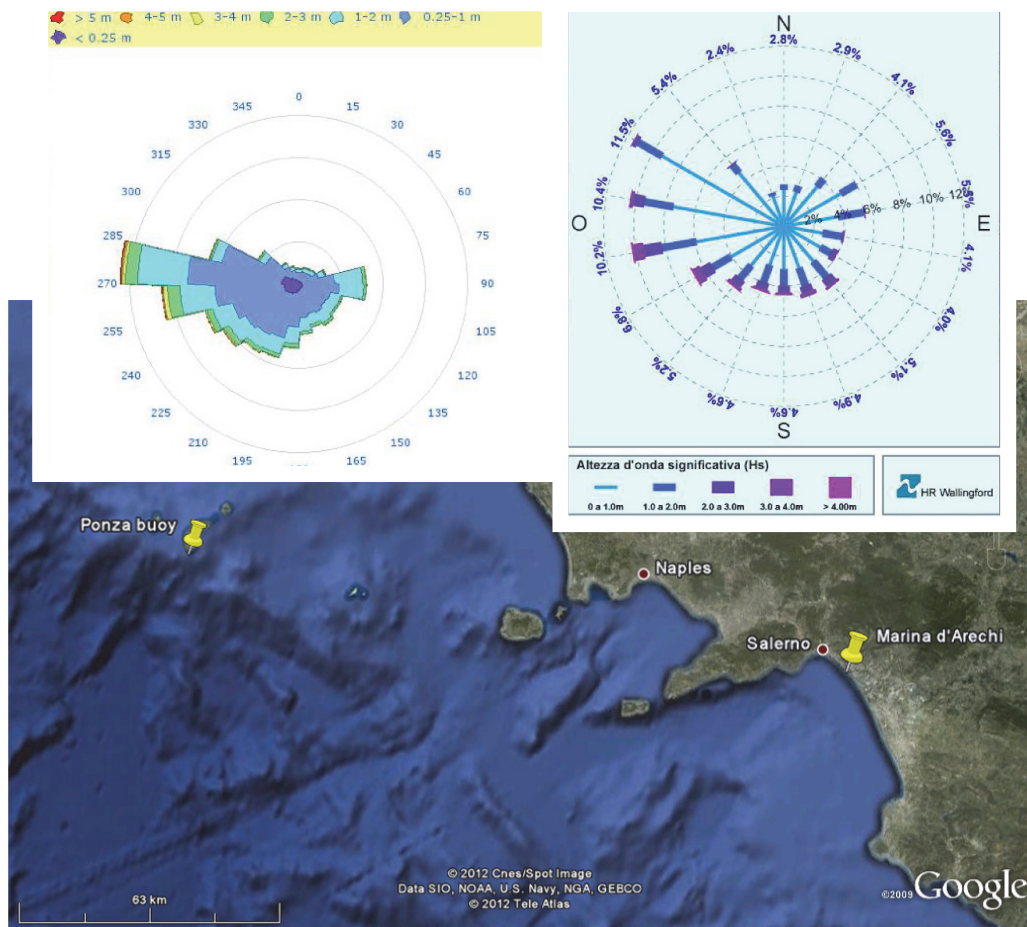 > 5 m 4-5 m 3-4 m 2-3 m 1-2 m 0.25-1 m
< 0.25 m
0
15
30
45
60
75
90
105
120
135
150
165
195
210
225
240
255
270
285
300
315
330
345
N
2.8%
2.9%
4.1%
5.6%
5.5%
E
4.1%
4.0%
5.1%
4.9%
4.6%
S
4.6%
5.2%
6.8%
10.2%
O
10.4%
11.5%
5.4%
2.4%
2% 4% 6% 8% 10% 12%
Altezza d'onda significativa (Hs)
0 a 1.0m 1.0 a 2.0m 2.0 a 3.0m 3.0 a 4.0m > 4.00m
HR Wallingford
Ponza buoy
Naples
Salerno
Marina d'Arechi
© 2012 Cnes/Spot Image
Data SIO, NOAA, U.S. Navy, NGA, GEBCO
© 2012 Tele Atlas
63 km
©2009 Google